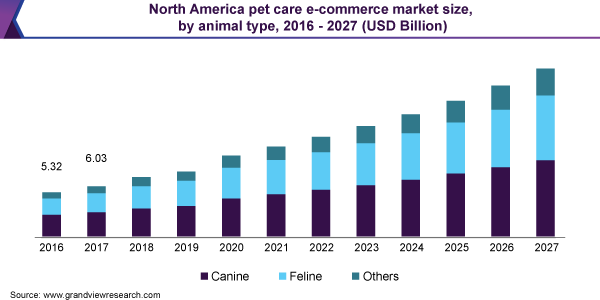 North America pet care e-commerce market size,
by animal type, 2016 - 2027 (USD Billion)
5.32
6.03
2016 2017 2018 2019 2020 2021 2022 2023 2024 2025 2026 2027
Canine Feline Others
Source: www.grandviewresearch.com